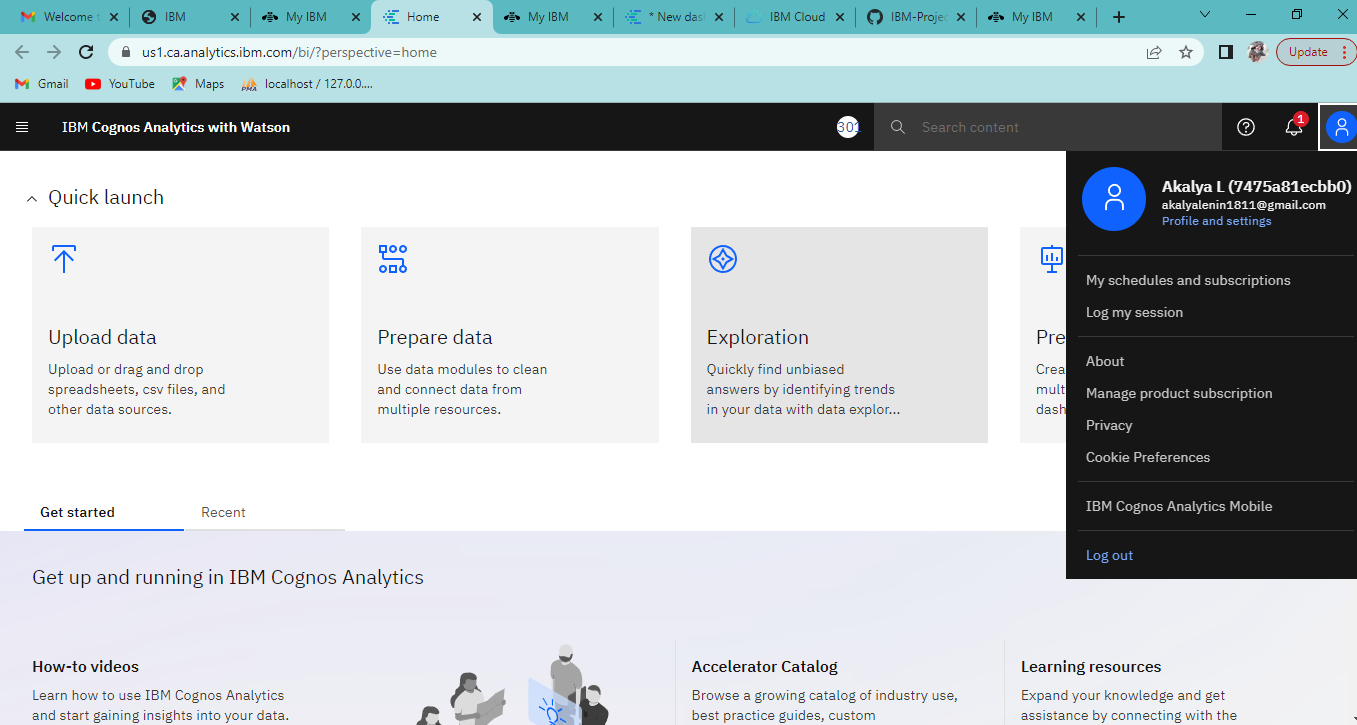 Welcome t
IBM
My IBM
Home
My IBM
* New das
IBM Cloud
IBM-Projec
My IBM
us1.ca.analytics.ibm.com/bi/?perspective=home
Update
Gmail
YouTube
Maps
localhost / 127.0.0....
IBM Cognos Analytics with Watson
301
Search content
1
Quick launch
Akalya L (7475a81ecbb0)
akalyalenin1811@gmail.com
Profile and settings
Upload data
Upload or drag and drop
spreadsheets, csv files, and
other data sources.
Prepare data
Use data modules to clean
and connect data from
multiple resources.
Exploration
Quickly find unbiased
answers by identifying trends
in your data with data explor...
Pre
Crea
mult
dash
My schedules and subscriptions
Log my session
About
Manage product subscription
Privacy
Cookie Preferences
IBM Cognos Analytics Mobile
Log out
Get started
Recent
Get up and running in IBM Cognos Analytics
How-to videos
Learn how to use IBM Cognos Analytics
and start gaining insights into your data.
Accelerator Catalog
Browse a growing catalog of industry use,
best practice guides, custom
Learning resources
Expand your knowledge and get
assistance by connecting with the